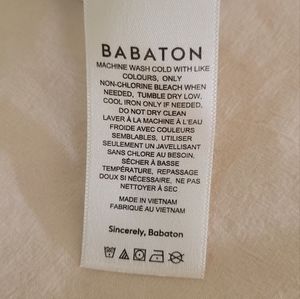 BABATON
MACHINE WASH COLD WITH LIKE
COLOURS, ONLY
NON-CHLORINE BLEACH WHEN
NEEDED, TUMBLE DRY LOW,
COOL IRON ONLY IF NEEDED,
DO NOT DRY CLEAN
LAVER À LA MACHINE À L'EAU
FROIDE AVEC COULEURS
SEMBLABLES, UTILISER
SEULEMENT UN JAVELLISANT
SANS CHLORE AU BESOIN,
SÉCHER À BASSE
TEMPÉRATURE, REPASSAGE
DOUX SI NÉCESSAIRE, NE PAS
NETTOYER À SEC
MADE IN VIETNAM
FABRIQUÉ AU VIETNAM
Sincerely, Babaton